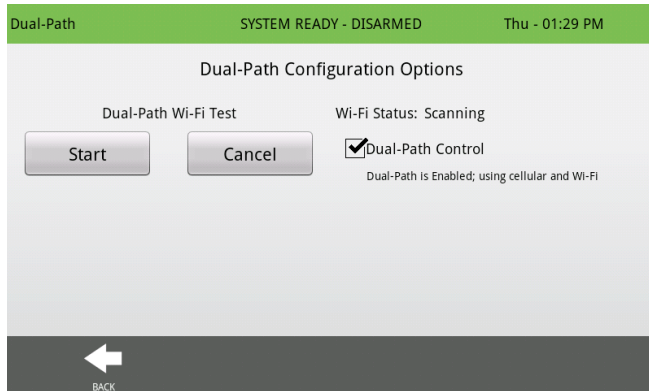 Dual-Path SYSTEM READY - DISARMED Thu - 01:29 PM
Dual-Path Configuration Options
Dual-Path Wi-Fi Test Wi-Fi Status: Scanning
Start Cancel Dual-Path Control
Dual-Path is Enabled; using cellular and Wi-Fi
BACK